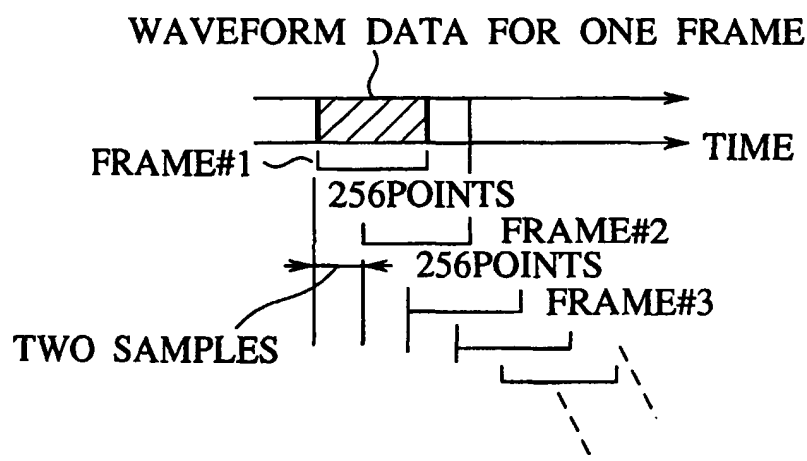 WAVEFORM DATA FOR ONE FRAME
TIME
FRAME#1
256POINTS
FRAME#2
256POINTS
FRAME#3
TWO SAMPLES